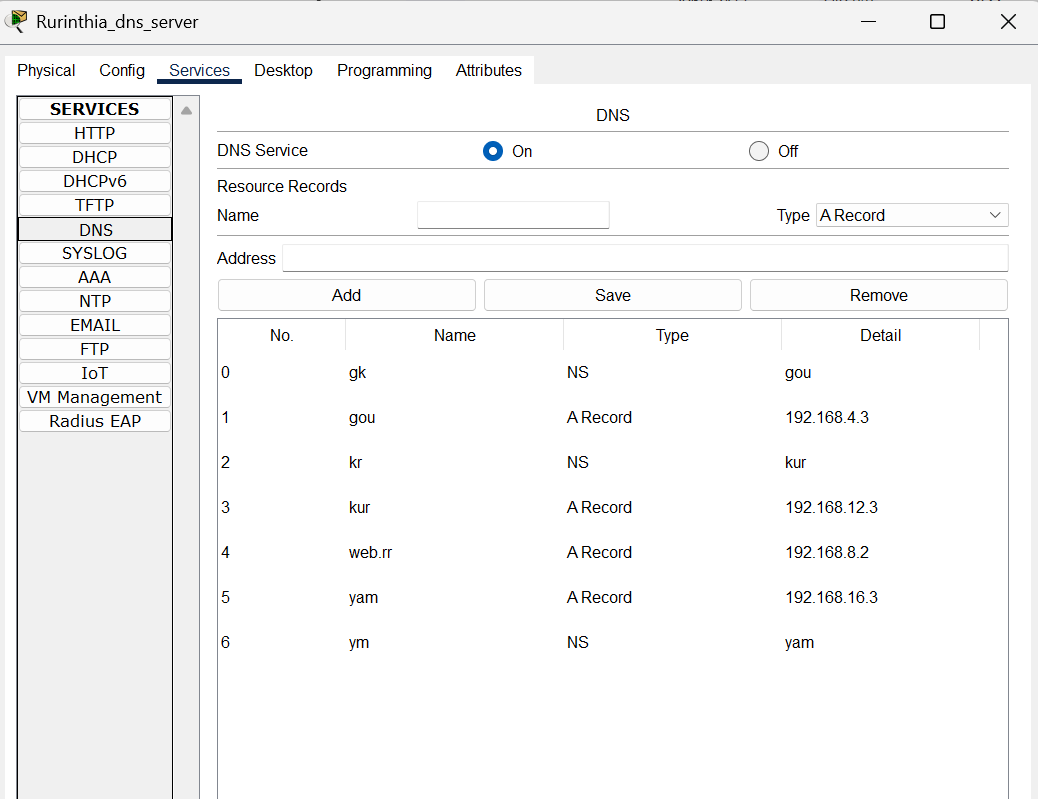 Rurinthia_dns_server
Physical Config Services Desktop Programming Attributes
SERVICES
HTTP
DHCP
DHCPv6
TFTP
DNS
SYSLOG
AAA
NTP
EMAIL
FTP
IoT
VM Management
Radius EAP
DNS
DNS Service On Off
Resource Records
Name Type A Record
Address
Add Save Remove
No. Name Type Detail
0 gk NS gou
1 gou A Record 192.168.4.3
2 kr NS kur
3 kur A Record 192.168.12.3
4 web.rr A Record 192.168.8.2
5 yam A Record 192.168.16.3
6 ym NS yam